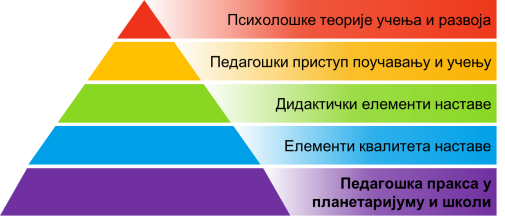 Психолошке теорије учења и развоја
Педагошки приступ поучавању и учењу
Дидактички елементи наставе
Елементи квалитета наставе
Педагошка пракса у
планетаријуму и школи